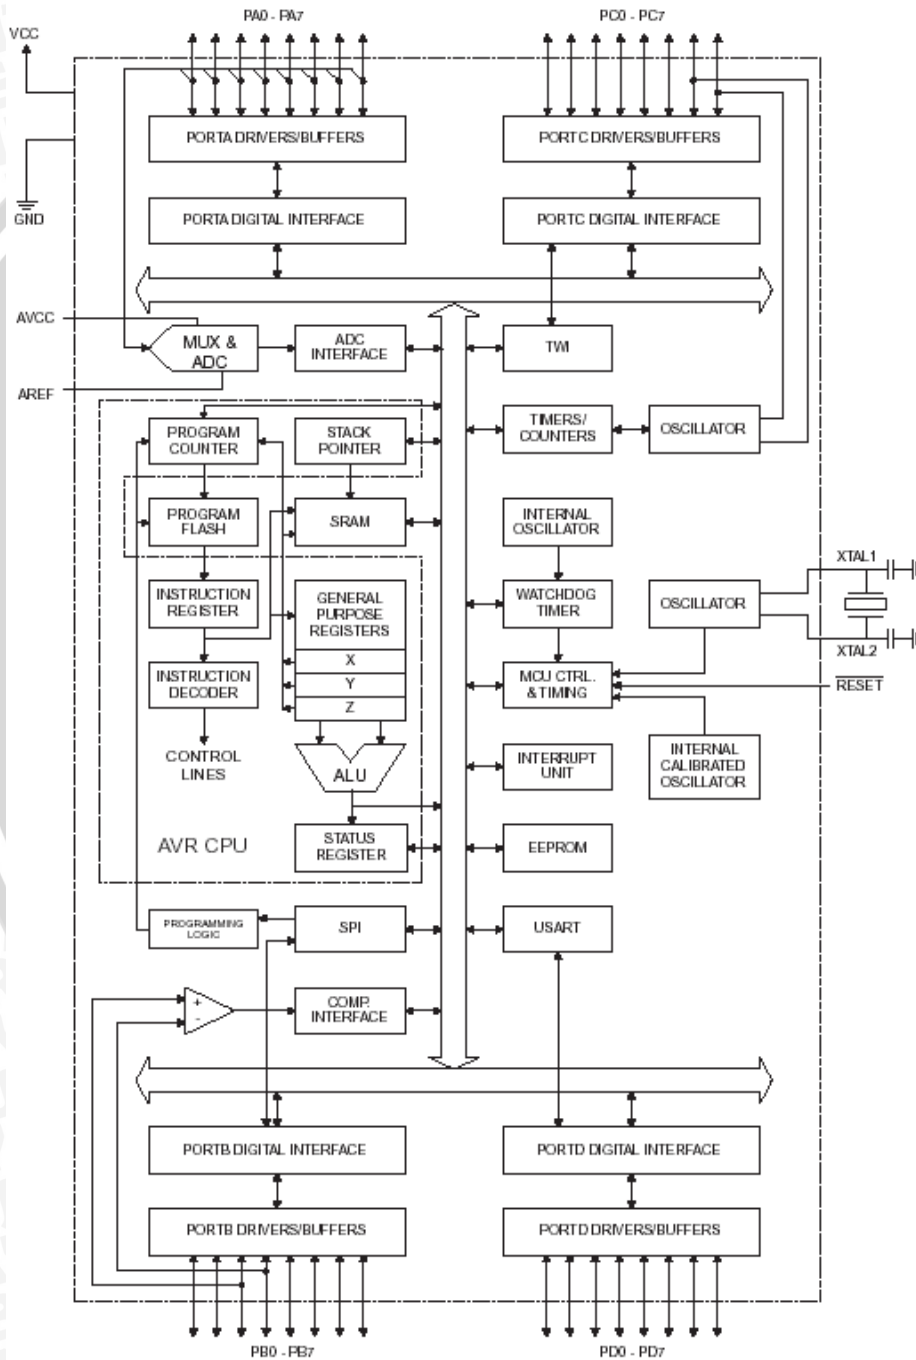 PA0 - PA7
PC0 - PC7
VCC
GND
PORTA DRIVERS/BUFFERS
PORTC DRIVERS/BUFFERS
PORTA DIGITAL INTERFACE
PORTC DIGITAL INTERFACE
AVCC
MUX &
ADC
AREF
ADC
INTERFACE
TWI
PROGRAM
COUNTER
STACK
POINTER
TIMERS/
COUNTERS
OSCILLATOR
PROGRAM
FLASH
SRAM
INTERNAL
OSCILLATOR
XTAL1
INSTRUCTION
REGISTER
GENERAL
PURPOSE
REGISTERS
X
Y
Z
WATCHDOG
TIMER
OSCILLATOR
XTAL2
INSTRUCTION
DECODER
MCU CTRL.
& TIMING
RESET
CONTROL
LINES
ALU
INTERRUPT
UNIT
INTERNAL
CALIBRATED
OSCILLATOR
AVR CPU
STATUS
REGISTER
EEPROM
PROGRAMMING
LOGIC
SPI
USART
+
-
COMP.
INTERFACE
PORTB DIGITAL INTERFACE
PORTD DIGITAL INTERFACE
PORTB DRIVERS/BUFFERS
PORTD DRIVERS/BUFFERS
PB0 - PB7
PD0 - PD7